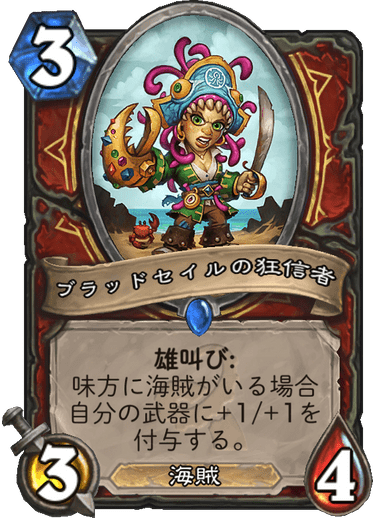 3
ブラッドセイルの狂信者
雄叫び:
味方に海賊がいる場合
自分の武器に+1/+1を
付与する。
3
海賊
4